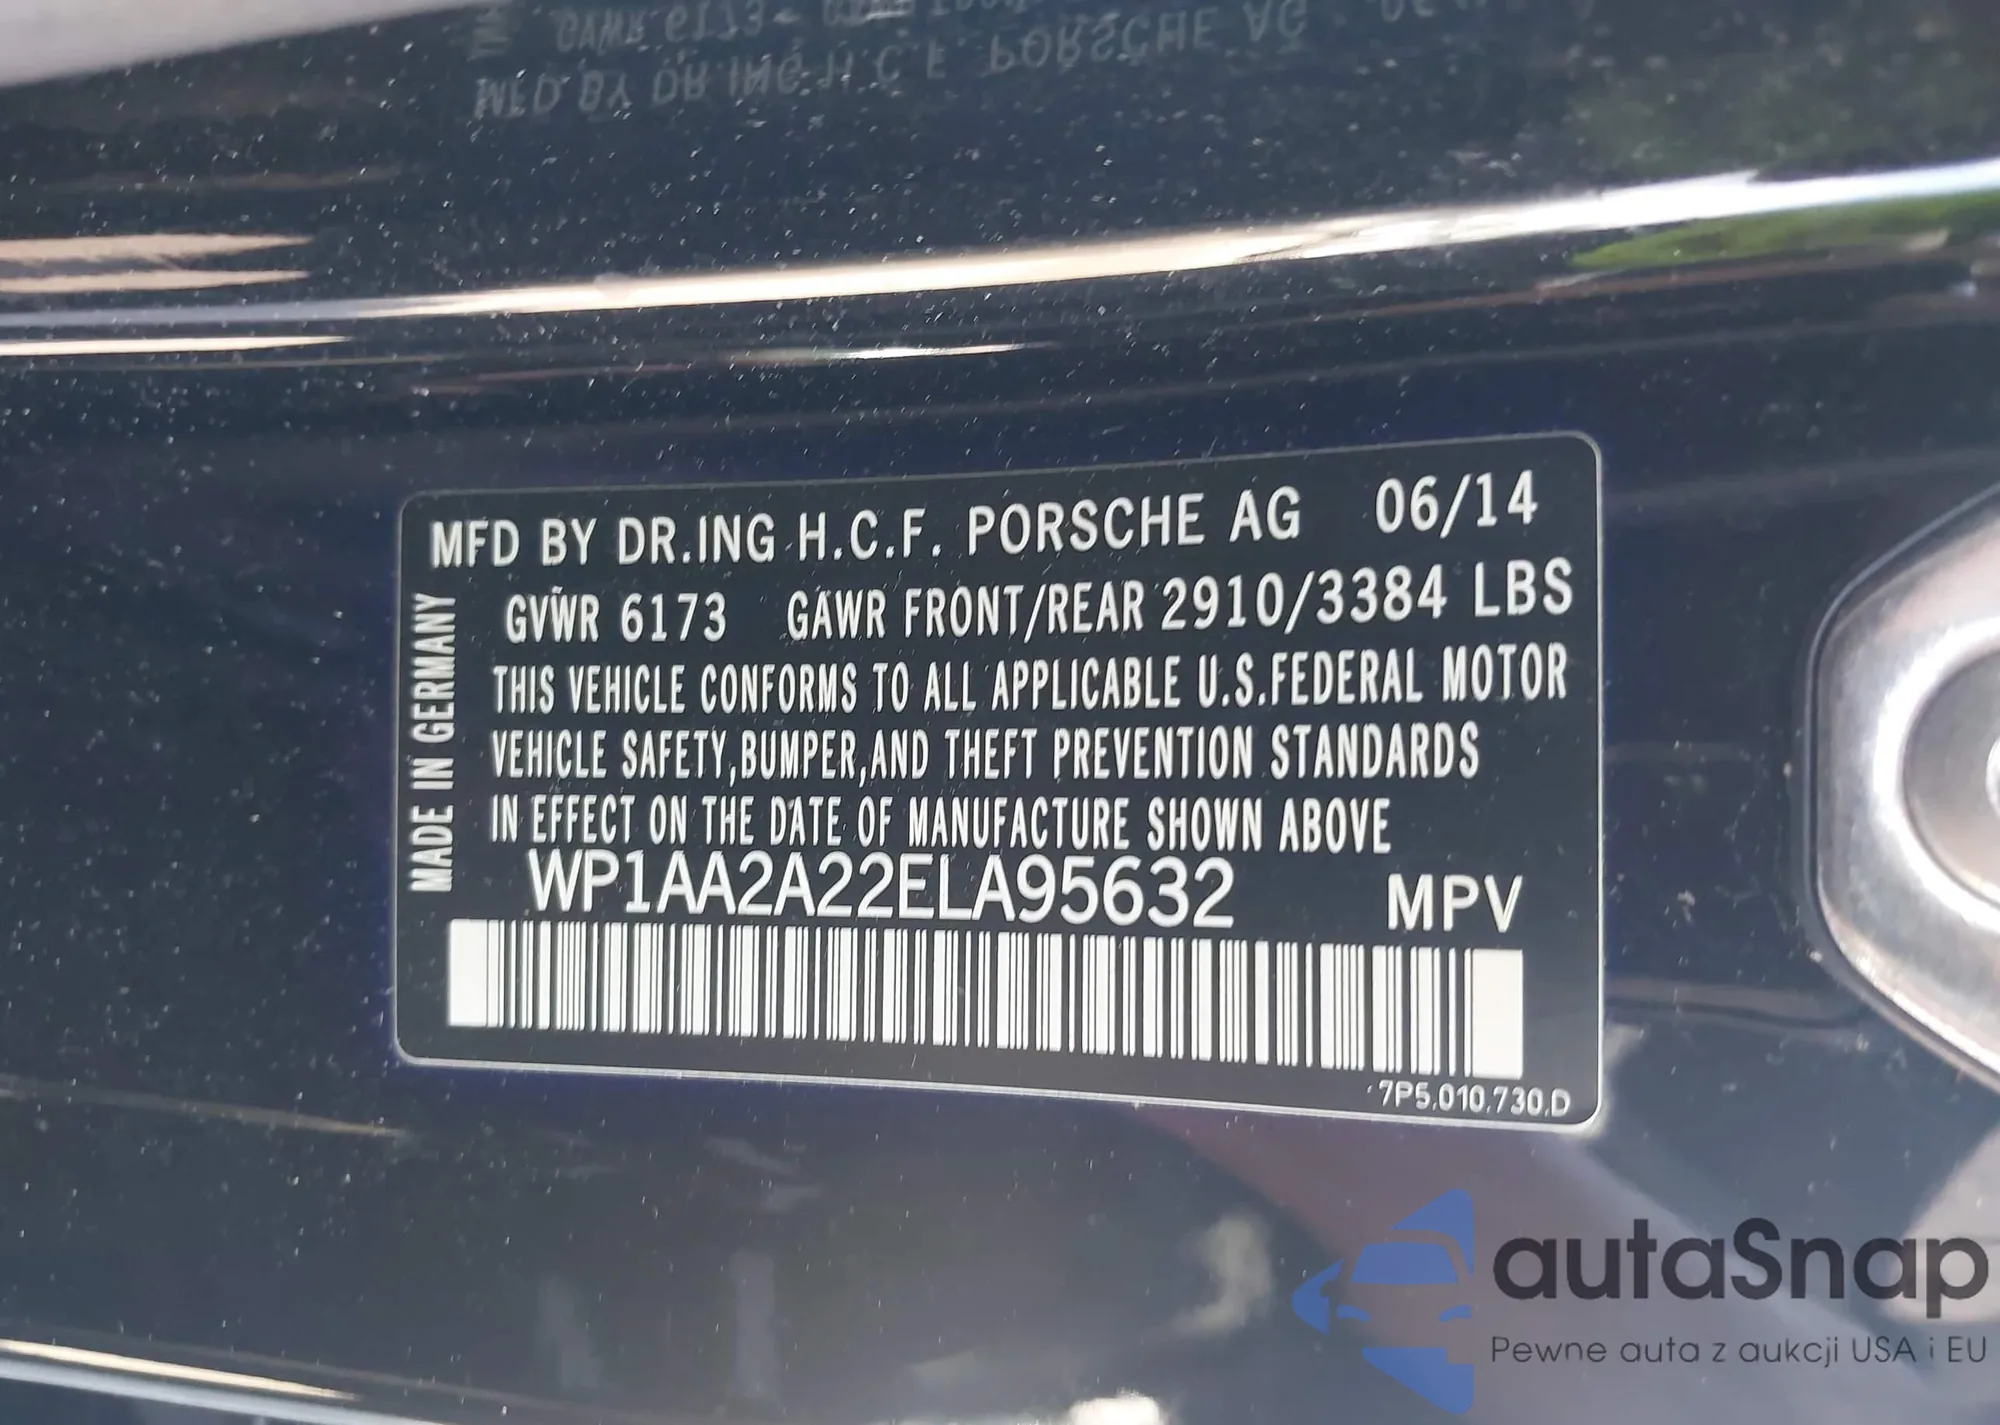 MFD BY DR.ING H.C.F. PORSCHE AG 06/14
GVWR 6173 GAWR FRONT/REAR 2910/3384 LBS
THIS VEHICLE CONFORMS TO ALL APPLICABLE U.S.FEDERAL MOTOR
VEHICLE SAFETY,BUMPER,AND THEFT PREVENTION STANDARDS
IN EFFECT ON THE DATE OF MANUFACTURE SHOWN ABOVE
MADE IN GERMANY
WP1AA2A22ELA95632 MPV
7P5.010.730.D
autaSnap
Pewne auta z aukcji USA i EU